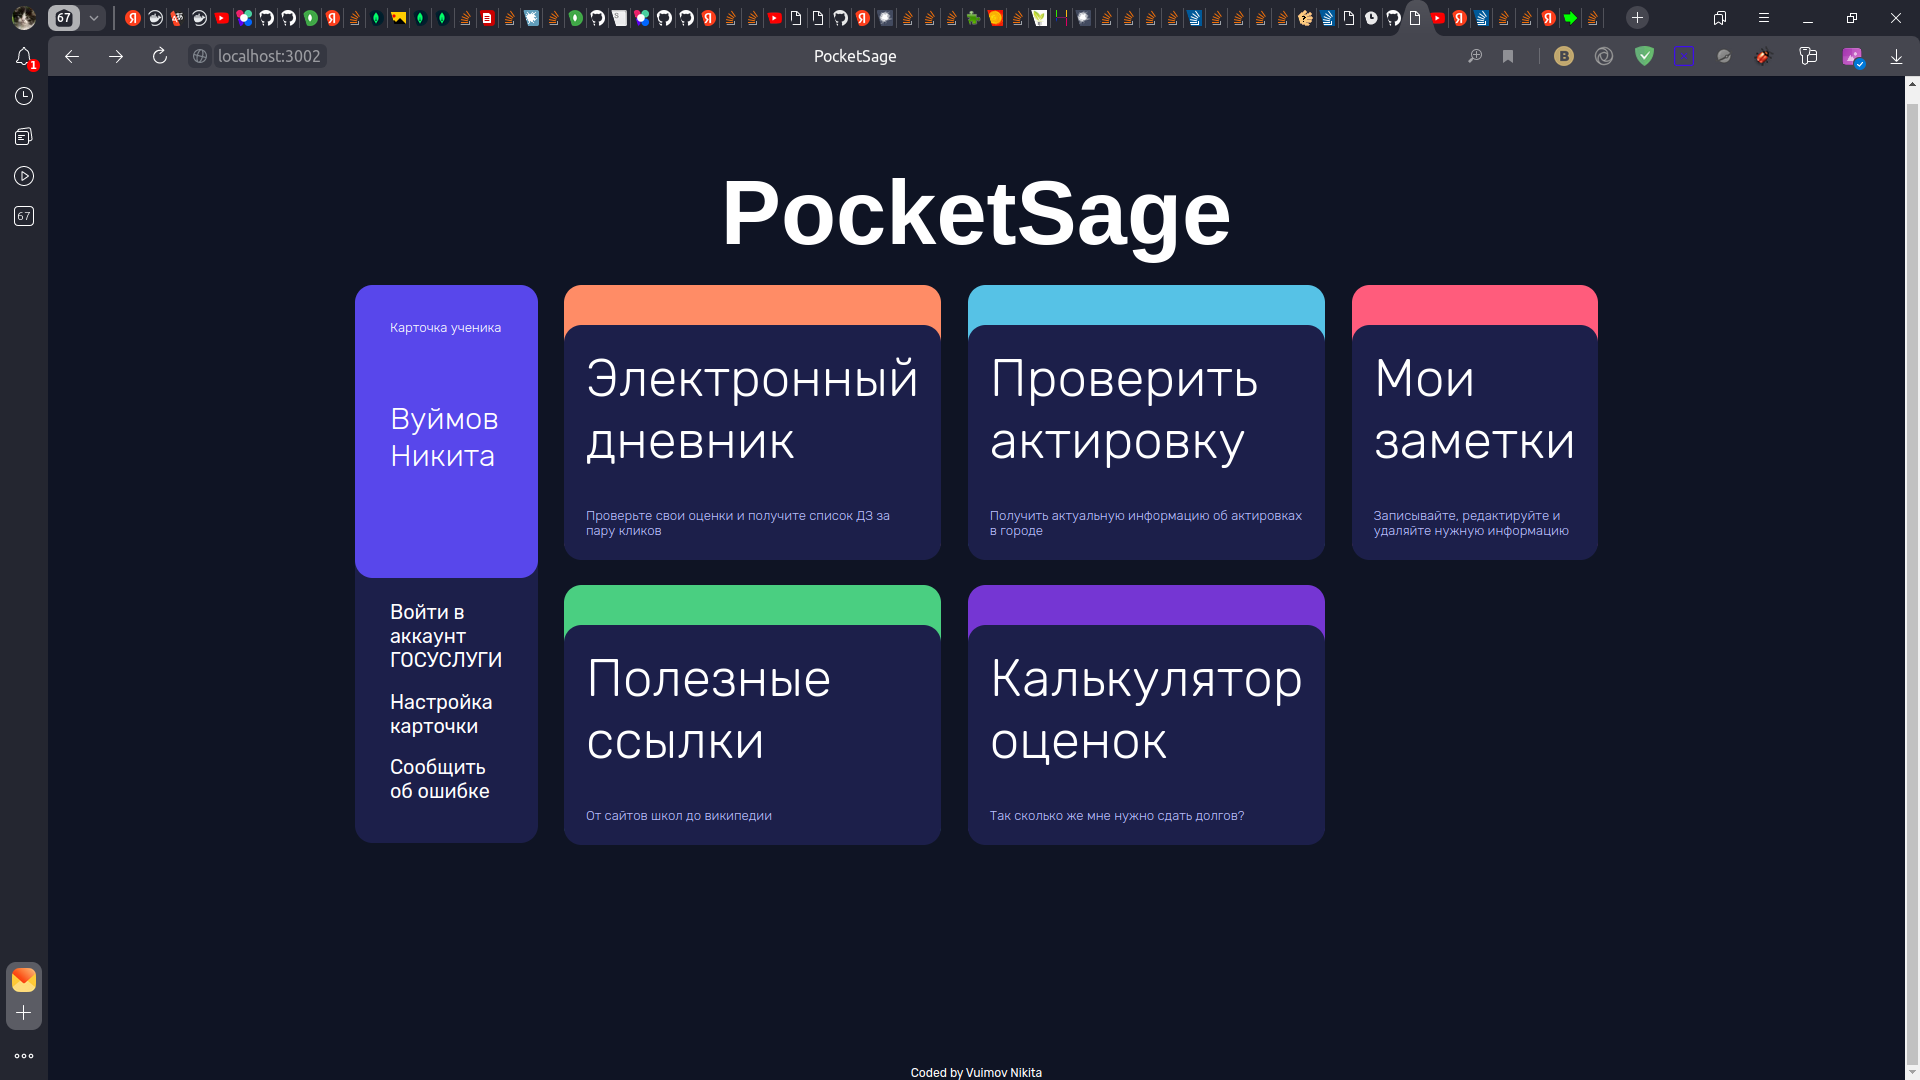 67
1
localhost:3002
PocketSage
67
PocketSage
Карточка ученика
Вуймов
Никита
Войти в
аккаунт
ГОСУСЛУГИ
Настройка
карточки
Сообщить
об ошибке
Электронный
дневник
Проверьте свои оценки и получите список ДЗ за
пару кликов
Проверить
актировку
Получить актуальную информацию об актировках
в городе
Мои
заметки
Записывайте, редактируйте и
удаляйте нужную информацию
Полезные
ссылки
От сайтов школ до википедии
Калькулятор
оценок
Так сколько же мне нужно сдать долгов?
Coded by Vuimov Nikita